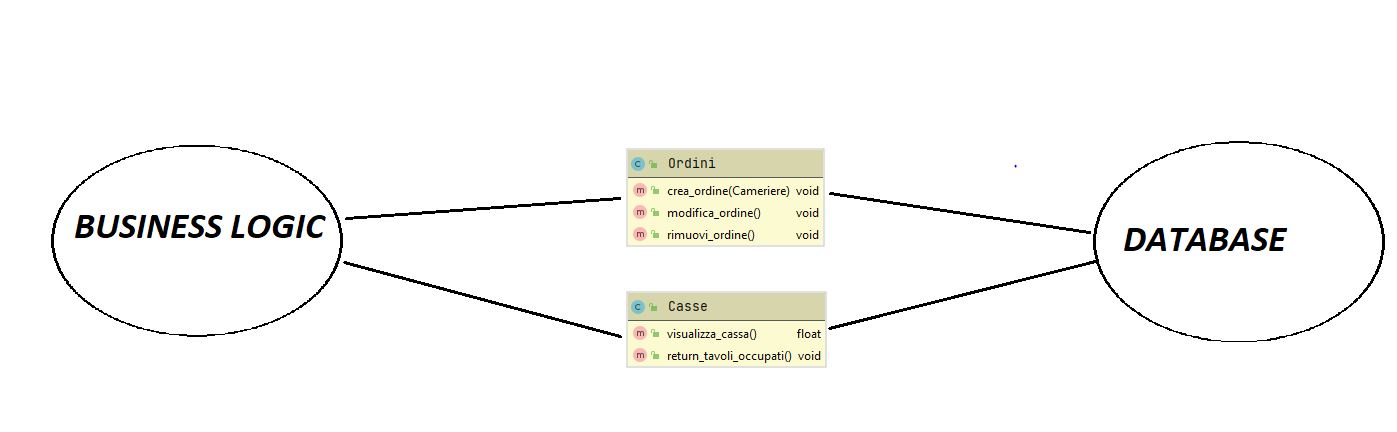 BUSINESS LOGIC
C Ordini
m crea_ordine(Cameriere) void
m modifica_ordine() void
m rimuovi_ordine() void
C Casse
m visualizza_cassa() float
m return_tavoli_occupati() void
DATABASE